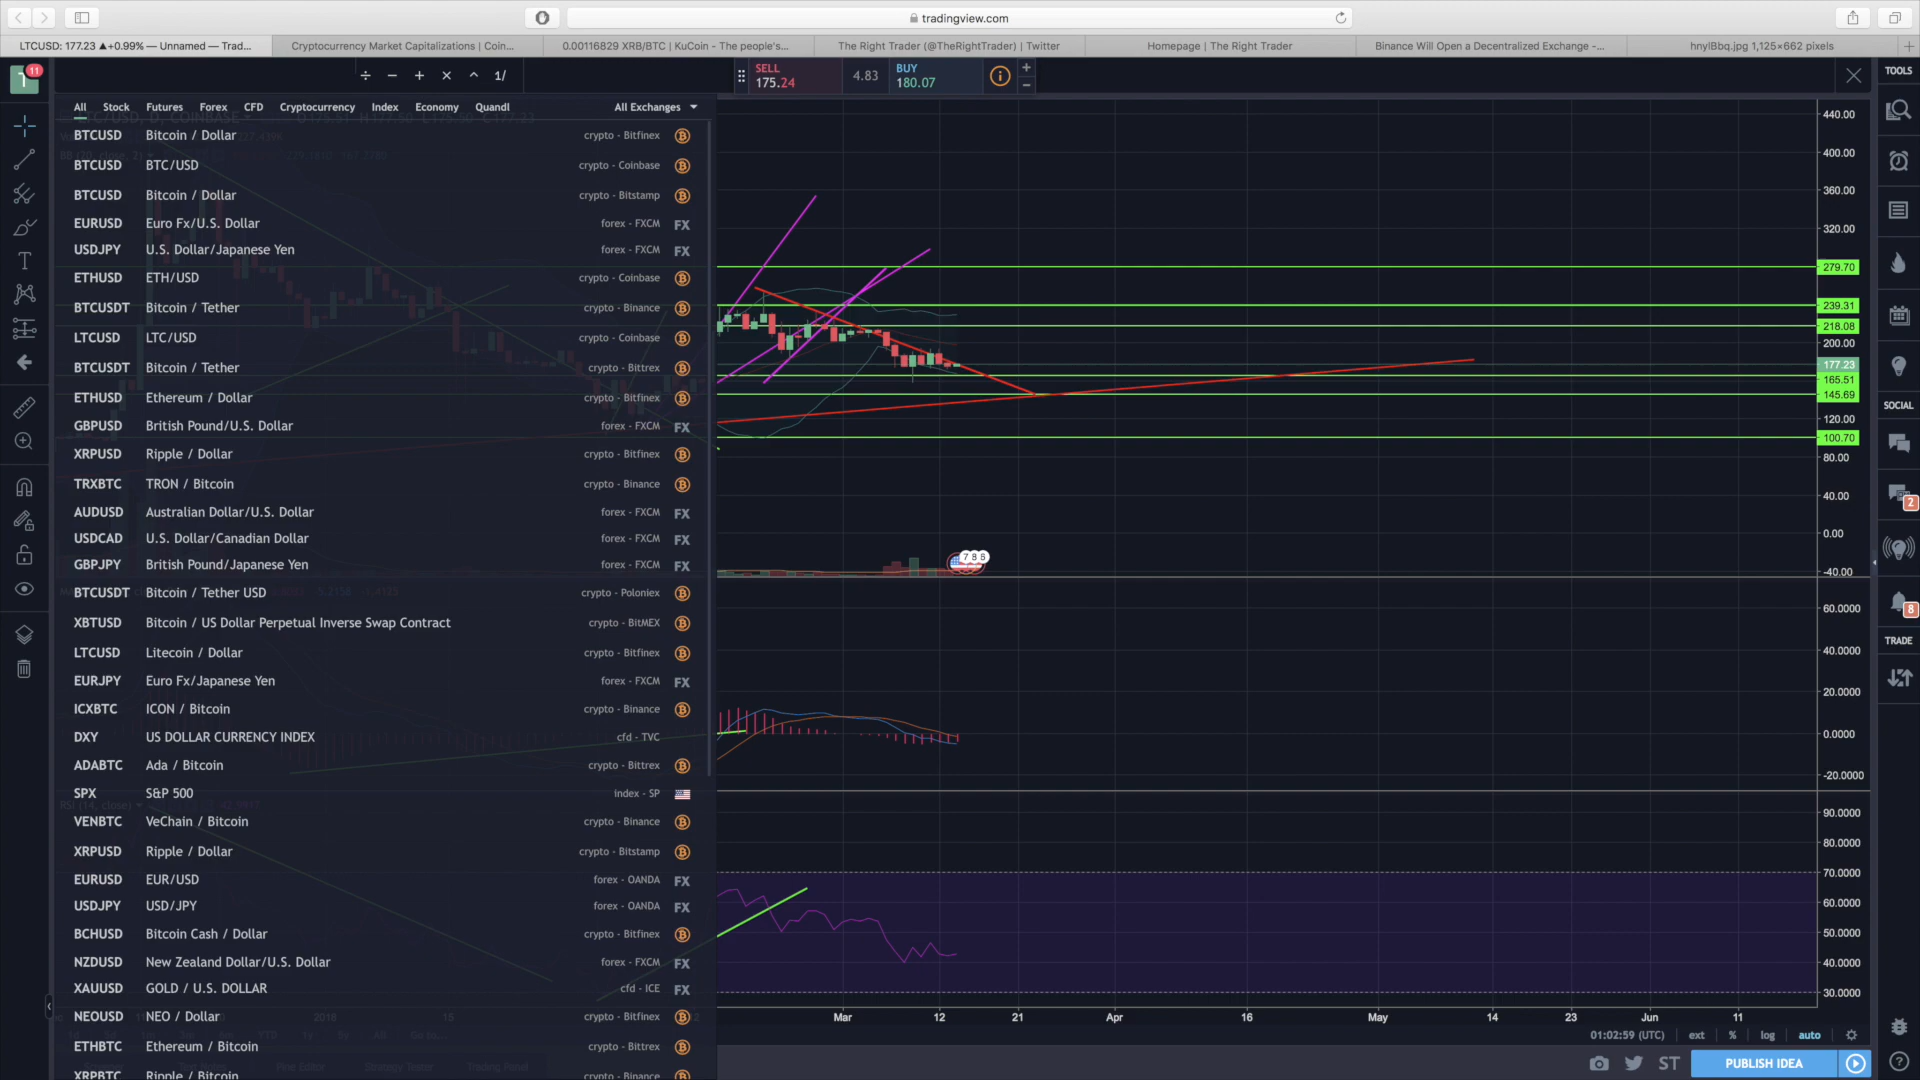 tradingview.com
LTCUSD: 177.23 ▲+0.99% — Unnamed — Trad...
Cryptocurrency Market Capitalizations | Coin...
0.00116829 XRB/BTC | KuCoin - The people's...
The Right Trader (@TheRightTrader) | Twitter
Homepage | The Right Trader
Binance Will Open a Decentralized Exchange -...
hnylBbq.jpg 1,125×662 pixels
T 11
÷ − + × ^ 1/
SELL
175.24
4.83
BUY
180.07
TOOLS
All Stock Futures Forex CFD Cryptocurrency Index Economy Quandl All Exchanges
BTCUSD Bitcoin / Dollar crypto - Bitfinex
BTCUSD BTC/USD crypto - Coinbase
BTCUSD Bitcoin / Dollar crypto - Bitstamp
EURUSD Euro Fx/U.S. Dollar forex - FXCM FX
USDJPY U.S. Dollar/Japanese Yen forex - FXCM FX
ETHUSD ETH/USD crypto - Coinbase
BTCUSDT Bitcoin / Tether crypto - Binance
LTCUSD LTC/USD crypto - Coinbase
BTCUSDT Bitcoin / Tether crypto - Bittrex
ETHUSD Ethereum / Dollar crypto - Bitfinex
GBPUSD British Pound/U.S. Dollar forex - FXCM FX
XRPUSD Ripple / Dollar crypto - Bitfinex
TRXBTC TRON / Bitcoin crypto - Binance
AUDUSD Australian Dollar/U.S. Dollar forex - FXCM FX
USDCAD U.S. Dollar/Canadian Dollar forex - FXCM FX
GBPJPY British Pound/Japanese Yen forex - FXCM FX
BTCUSDT Bitcoin / Tether USD crypto - Poloniex
XBTUSD Bitcoin / US Dollar Perpetual Inverse Swap Contract crypto - BitMEX
LTCUSD Litecoin / Dollar crypto - Bitfinex
EURJPY Euro Fx/Japanese Yen forex - FXCM FX
ICXBTC ICON / Bitcoin crypto - Binance
DXY US DOLLAR CURRENCY INDEX cfd - TVC
ADABTC Ada / Bitcoin crypto - Bittrex
SPX S&P 500 index - SP
VENBTC VeChain / Bitcoin crypto - Binance
XRPUSD Ripple / Dollar crypto - Bitstamp
EURUSD EUR/USD forex - OANDA FX
USDJPY USD/JPY forex - OANDA FX
BCHUSD Bitcoin Cash / Dollar crypto - Bitfinex
NZDUSD New Zealand Dollar/U.S. Dollar forex - FXCM FX
XAUUSD GOLD / U.S. DOLLAR cfd - ICE FX
NEOUSD NEO / Dollar crypto - Bitfinex
ETHBTC Ethereum / Bitcoin crypto - Bittrex
XRPBTC Ripple / Bitcoin crypto - Binance
440.00
400.00
360.00
320.00
279.70
239.31
218.08
200.00
177.23
165.51
145.69
120.00
100.70
80.00
40.00
0.00
-40.00
7 8 6
60.0000
40.0000
20.0000
0.0000
-20.0000
90.0000
80.0000
70.0000
60.0000
50.0000
40.0000
30.0000
2018 15
Mar 12 21 Apr 16 May 14 23 Jun 11
01:02:59 (UTC) ext % log auto
ST PUBLISH IDEA
SOCIAL
2
8
TRADE